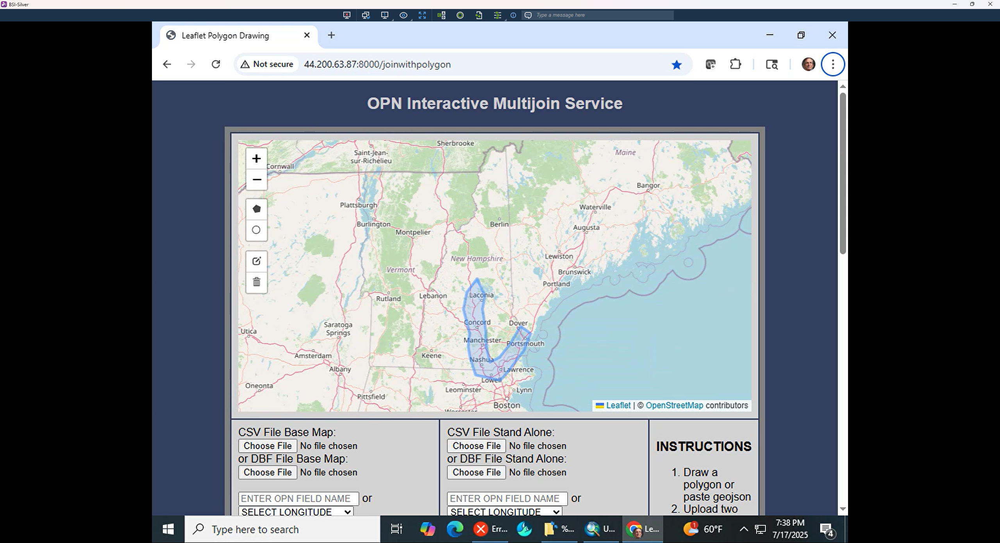 BSI-Silver
Type a message here
Leaflet Polygon Drawing
Not secure
44.200.63.87:8000/joinwithpolygon
OPN Interactive Multijoin Service
Sherbrooke
Saint-Jean-
sur-Richelieu
Maine
Cornwall
Bangor
Plattsburgh
Waterville
Burlington
Berlin
Augusta
Montpelier
New Hampshire
Lewiston
Vermont
Brunswick
Portland
Laconia
Rutland
Lebanon
Saratoga
Springs
Concord
Dover
Utica
Manchester
Portsmouth
Amsterdam
Keene
Nashua
Albany
Lawrence
Lowell
Oneonta
Leominster
Lynn
Pittsfield
Boston
Worcester
+
−
Leaflet | © OpenStreetMap contributors
CSV File Base Map:
Choose File No file chosen
or DBF File Base Map:
Choose File No file chosen
ENTER OPN FIELD NAME or
SELECT LONGITUDE
CSV File Stand Alone:
Choose File No file chosen
or DBF File Stand Alone:
Choose File No file chosen
ENTER OPN FIELD NAME or
SELECT LONGITUDE
INSTRUCTIONS
1. Draw a
polygon or
paste geojson
2. Upload two
Type here to search
Err...
%...
U...
Le...
1
60°F
7:38 PM
7/17/2025
4